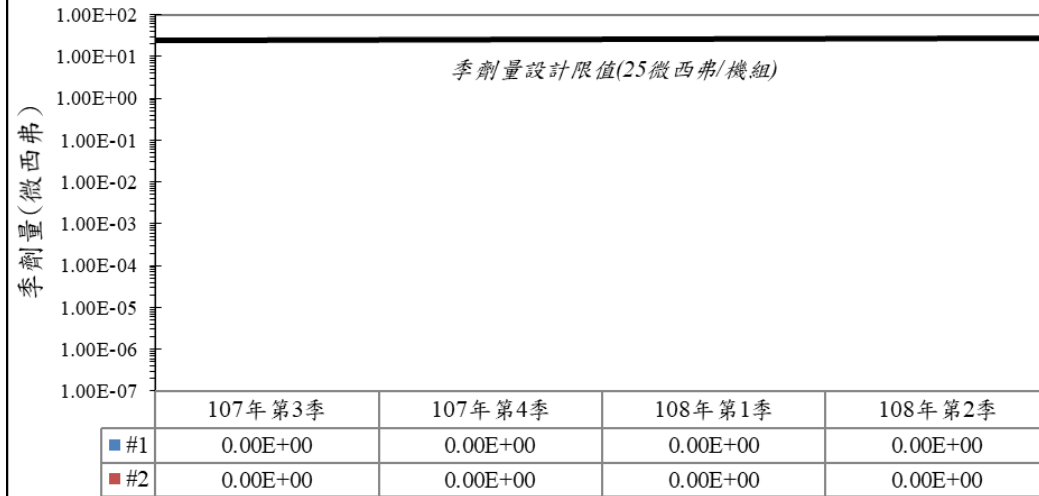 1.00E+02
1.00E+01
季劑量設計限值(25微西弗/機組)
1.00E+00
1.00E-01
1.00E-02
1.00E-03
1.00E-04
1.00E-05
1.00E-06
1.00E-07
季劑量(微西弗)
107年第3季 107年第4季 108年第1季 108年第2季
#1 0.00E+00 0.00E+00 0.00E+00 0.00E+00
#2 0.00E+00 0.00E+00 0.00E+00 0.00E+00